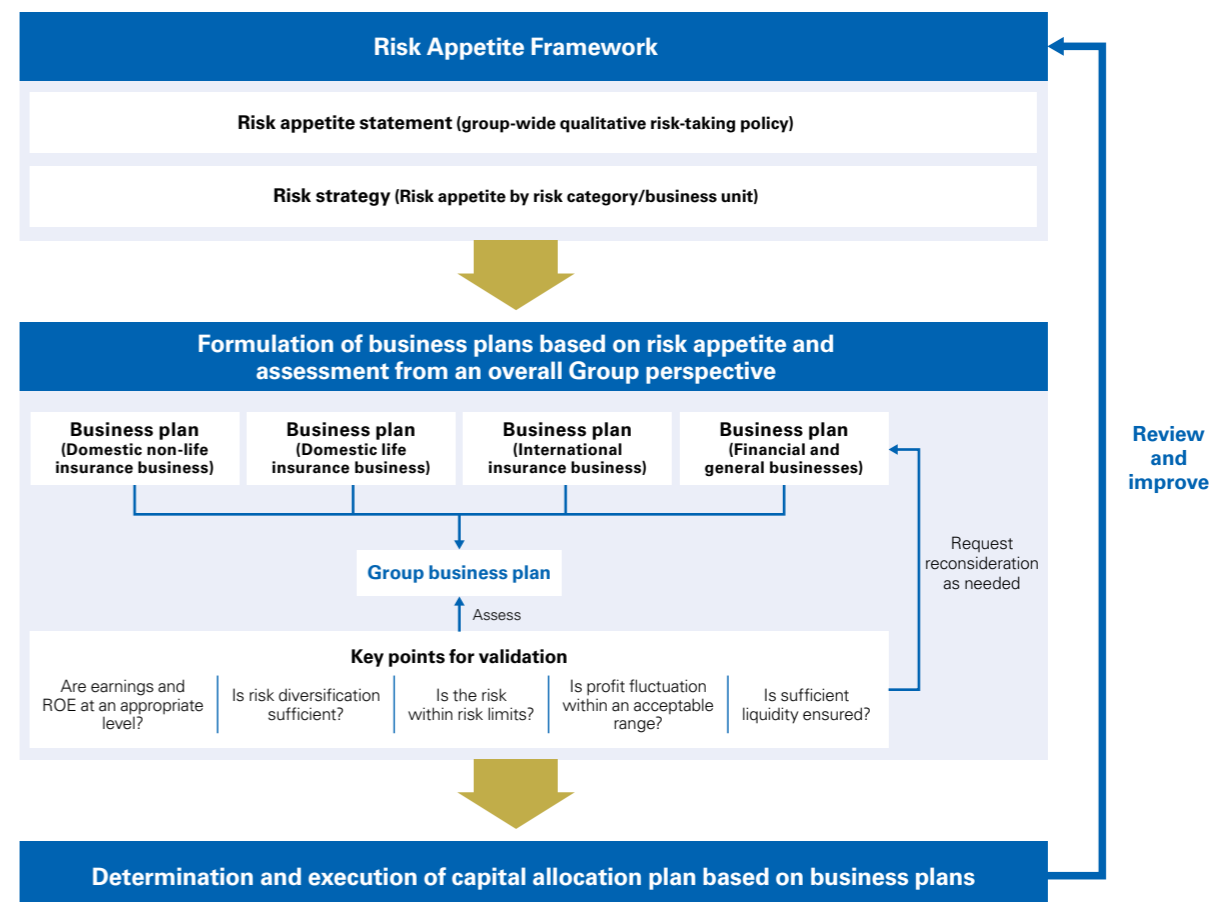 Risk Appetite Framework
Risk appetite statement (group-wide qualitative risk-taking policy)
Risk strategy (Risk appetite by risk category/business unit)
Formulation of business plans based on risk appetite and
assessment from an overall Group perspective
Business plan
(Domestic non-life
insurance business)
Business plan
(Domestic life
insurance business)
Business plan
(International
insurance business)
Business plan
(Financial and
general businesses)
Review
and
improve
Request
reconsideration
as needed
Group business plan
Assess
Key points for validation
Are earnings and
ROE at an appropriate
level?
Is risk diversification
sufficient?
Is the risk
within risk limits?
Is profit fluctuation
within an acceptable
range?
Is sufficient
liquidity ensured?
Determination and execution of capital allocation plan based on business plans